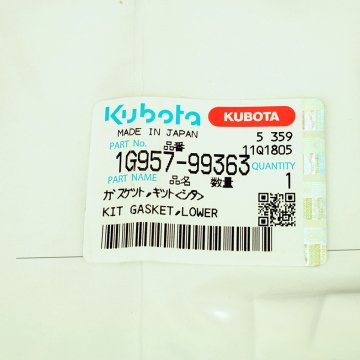 Kubota KUBOTA
MADE IN JAPAN 5 359
PART No. 品番 11Q1805
1G957-99363 QUANTITY
PART NAME 品名 数量 1
ガスケツト,キツト<シタ>
KIT GASKET,LOWER